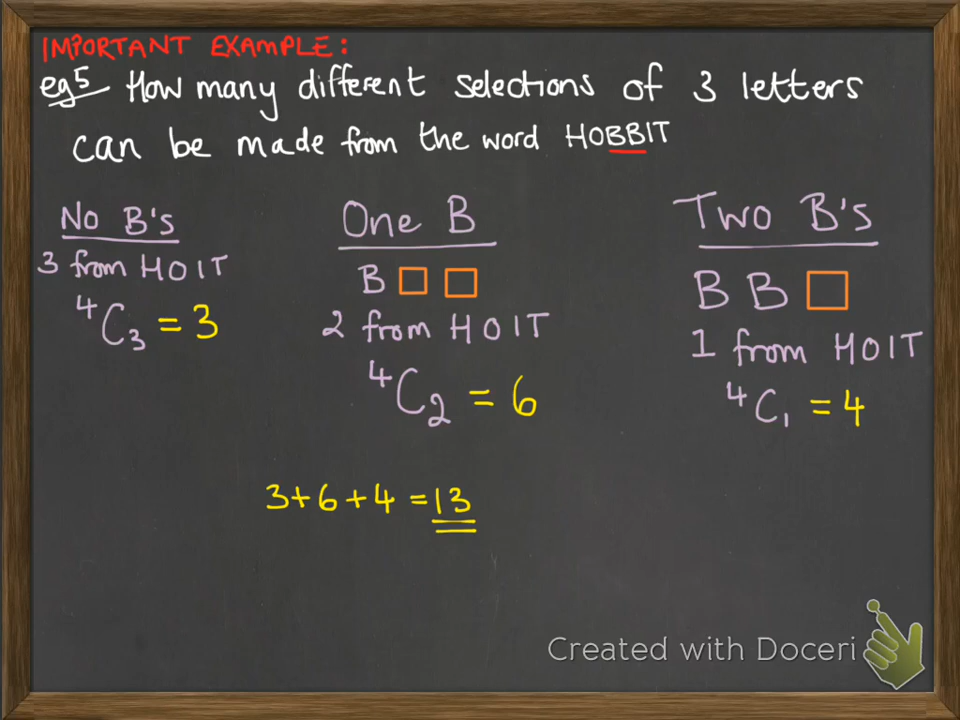 IMPORTANT EXAMPLE:
eg5 How many different selections of 3 letters
can be made from the word HOBBIT
No B's
3 from HOIT
⁴C₃ = 3
One B
B □ □
2 from HOIT
⁴C₂ = 6
Two B's
B B □
1 from HOIT
⁴C₁ = 4
3+6+4 = 13
Created with Doceri